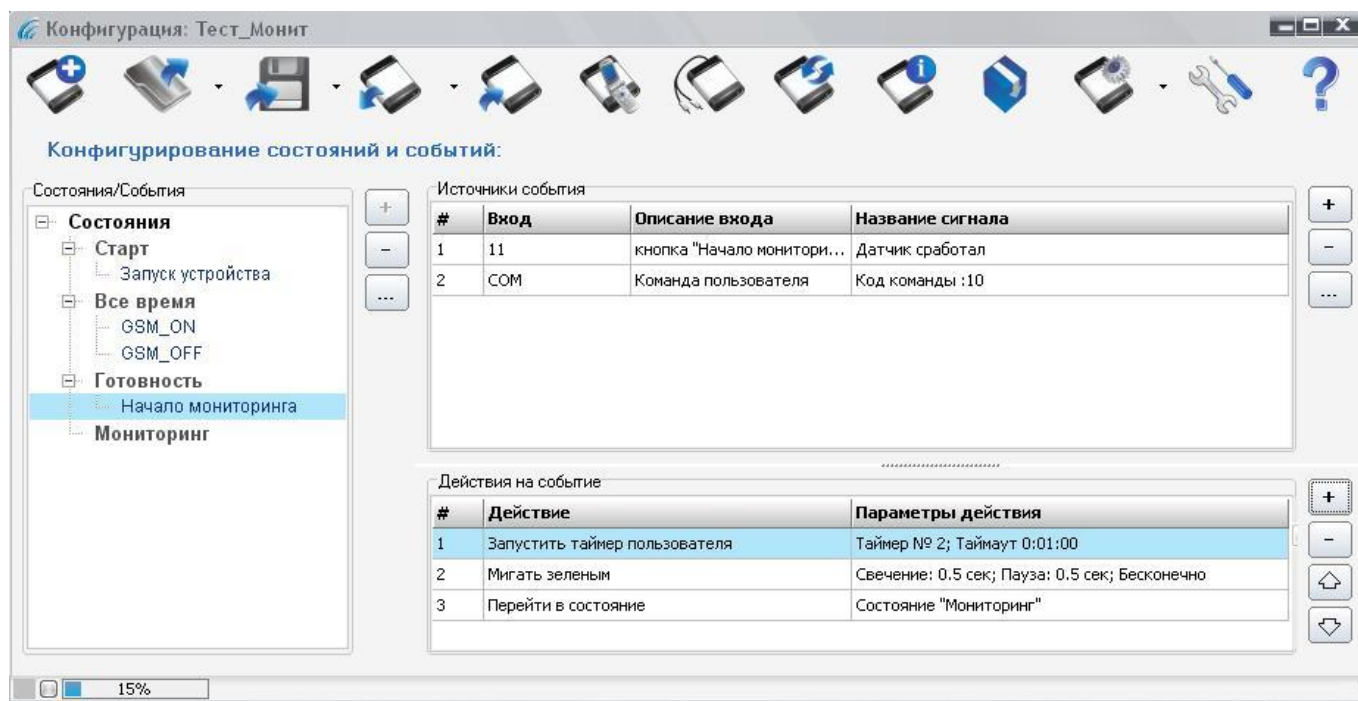 Конфигурация: Тест_Монит
Конфигурирование состояний и событий:
Состояния/События
Состояния
Старт
Запуск устройства
Все время
GSM_ON
GSM_OFF
Готовность
Начало мониторинга
Мониторинг
Источники события
# Вход Описание входа Название сигнала
1 11 кнопка "Начало монитори... Датчик сработал
2 COM Команда пользователя Код команды :10
Действия на событие
# Действие Параметры действия
1 Запустить таймер пользователя Таймер № 2; Таймаут 0:01:00
2 Мигать зеленым Свечение: 0.5 сек; Пауза: 0.5 сек; Бесконечно
3 Перейти в состояние Состояние "Мониторинг"
15%